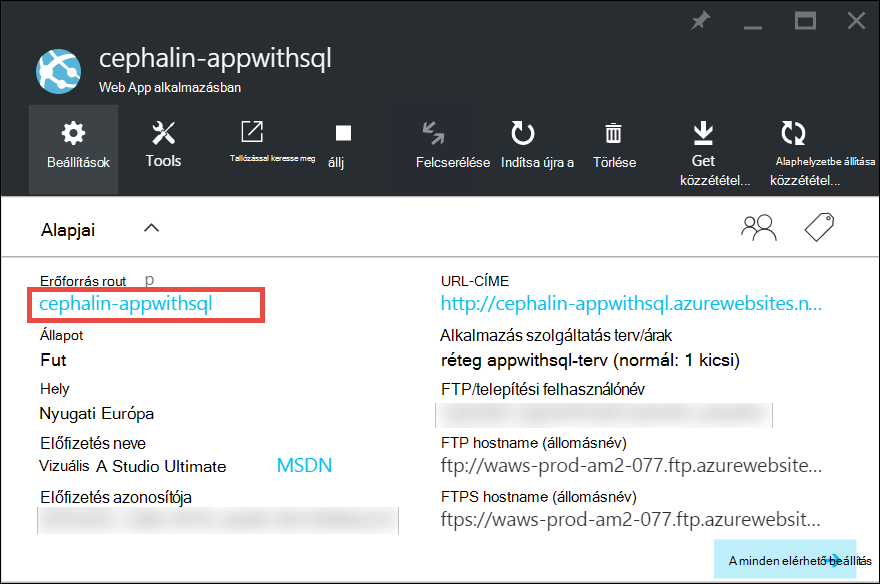 cephalin-appwithsql
Web App alkalmazásban
Beállítások
Tools
Tallózással keresse meg
állj
Felcserélése
Indítsa újra a
Törlése
Get
közzététel...
Alaphelyzetbe állítása
közzététel...
Alapjai
Erőforrás rout p
cephalin-appwithsql
Állapot
Fut
Hely
Nyugati Európa
Előfizetés neve
Vizuális A Studio Ultimate MSDN
Előfizetés azonosítója
URL-CÍME
http://cephalin-appwithsql.azurewebsites.n...
Alkalmazás szolgáltatás terv/árak
réteg appwithsql-terv (normál: 1 kicsi)
FTP/telepítési felhasználónév
FTP hostname (állomásnév)
ftp://waws-prod-am2-077.ftp.azurewebsite...
FTPS hostname (állomásnév)
ftps://waws-prod-am2-077.ftp.azurewebsit...
A minden elérhető beállítás